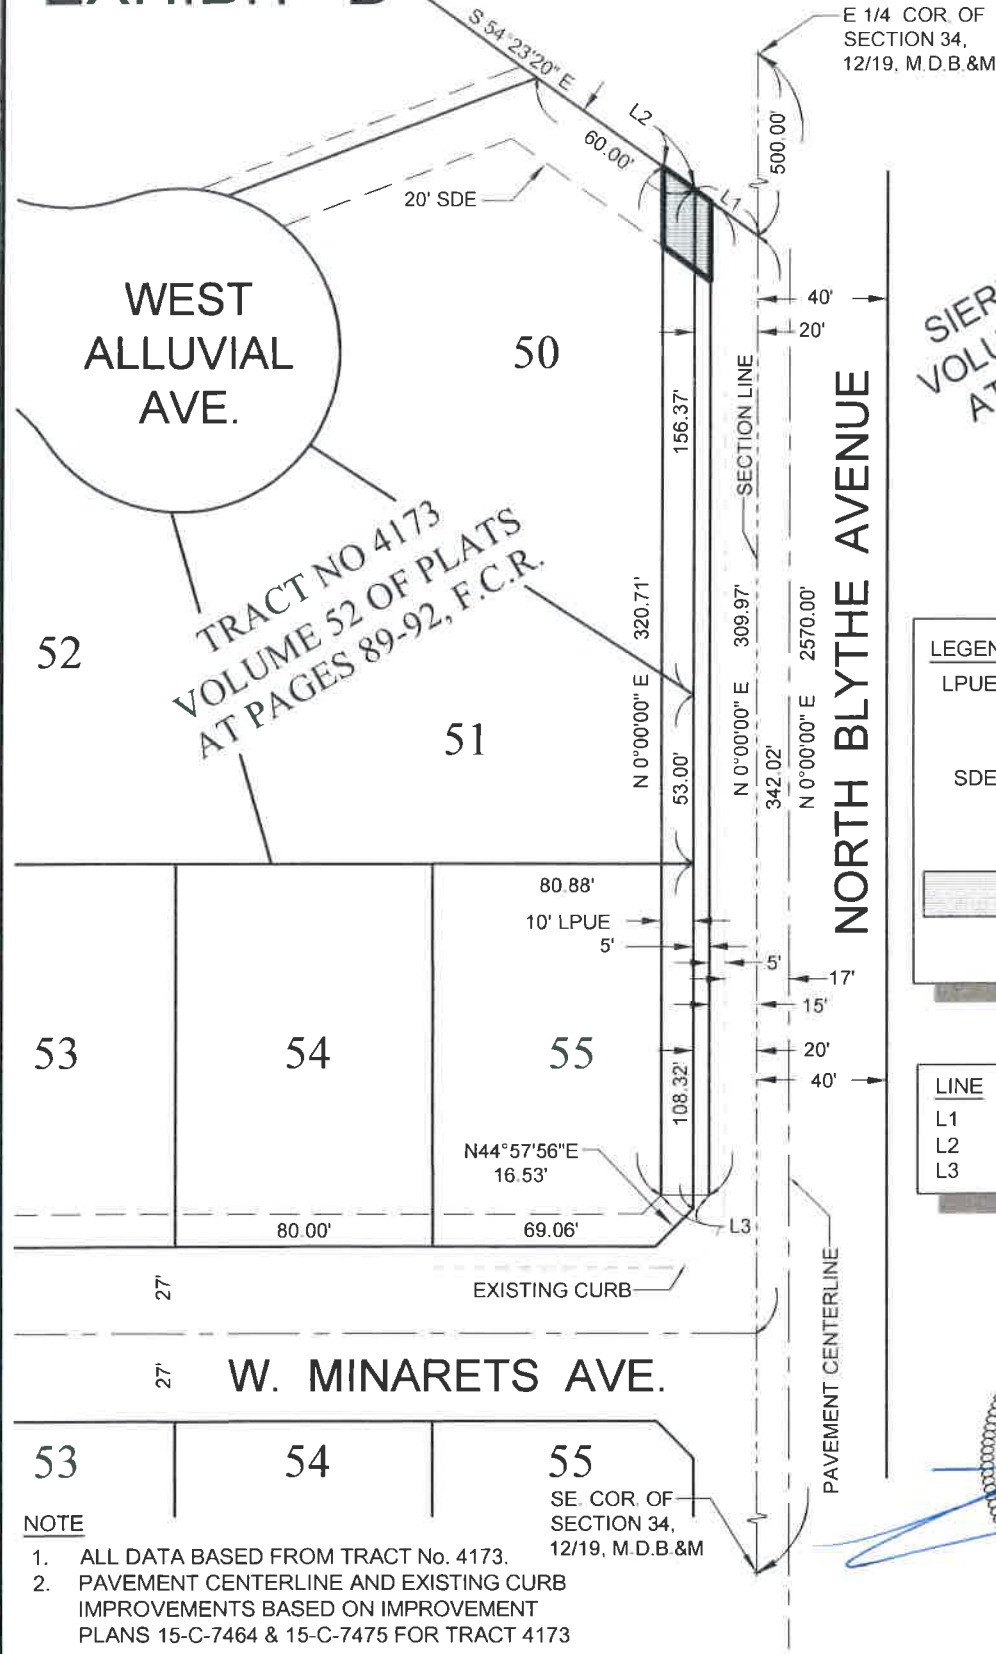 E 1/4 COR. OF
SECTION 34,
12/19, M.D.B.&M
S 54°23'20" E
L2
60.00'
500.00'
L1
20' SDE
WEST
ALLUVIAL
AVE.
50
40'
20'
156.37'
SECTION LINE
NORTH BLYTHE AVENUE
TRACT NO 4173
VOLUME 52 OF PLATS
AT PAGES 89-92, F.C.R.
52
51
N 0°00'00" E 320.71'
53.00'
N 0°00'00" E 309.97'
342.02'
N 0°00'00" E 2570.00'
LPUE
SDE
80.88'
10' LPUE
5'
5'
17'
15'
20'
40'
53
54
55
108.32'
LINE
L1
L2
L3
N44°57'56"E
16.53'
80.00'
69.06'
L3
EXISTING CURB
27'
27'
W. MINARETS AVE.
PAVEMENT CENTERLINE
53
54
55
SE. COR. OF
SECTION 34,
12/19, M.D.B.&M
NOTE
1. ALL DATA BASED FROM TRACT No. 4173.
2. PAVEMENT CENTERLINE AND EXISTING CURB
IMPROVEMENTS BASED ON IMPROVEMENT
PLANS 15-C-7464 & 15-C-7475 FOR TRACT 4173